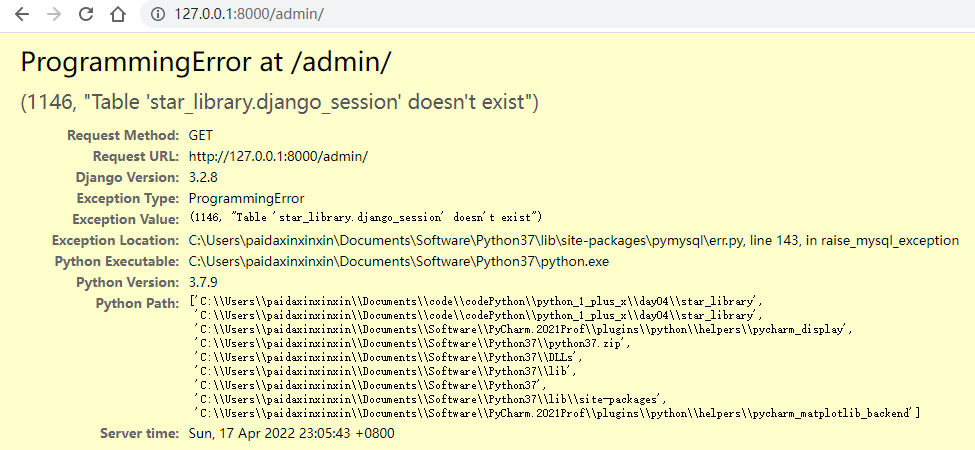 127.0.0.1:8000/admin/
ProgrammingError at /admin/
(1146, "Table 'star_library.django_session' doesn't exist")
Request Method: GET
Request URL: http://127.0.0.1:8000/admin/
Django Version: 3.2.8
Exception Type: ProgrammingError
Exception Value: (1146, "Table 'star_library.django_session' doesn't exist")
Exception Location: C:\Users\paidaxinxinxin\Documents\Software\Python37\lib\site-packages\pymysql\err.py, line 143, in raise_mysql_exception
Python Executable: C:\Users\paidaxinxinxin\Documents\Software\Python37\python.exe
Python Version: 3.7.9
Python Path: ['C:\\Users\\paidaxinxinxin\\Documents\\code\\codePython\\python_1_plus_x\\day04\\star_library',
'C:\\Users\\paidaxinxinxin\\Documents\\code\\codePython\\python_1_plus_x\\day04\\star_library',
'C:\\Users\\paidaxinxinxin\\Documents\\Software\\PyCharm.2021Prof\\plugins\\python\\helpers\\pycharm_display',
'C:\\Users\\paidaxinxinxin\\Documents\\Software\\Python37\\python37.zip',
'C:\\Users\\paidaxinxinxin\\Documents\\Software\\Python37\\DLLs',
'C:\\Users\\paidaxinxinxin\\Documents\\Software\\Python37\\lib',
'C:\\Users\\paidaxinxinxin\\Documents\\Software\\Python37',
'C:\\Users\\paidaxinxinxin\\Documents\\Software\\Python37\\lib\\site-packages',
'C:\\Users\\paidaxinxinxin\\Documents\\Software\\PyCharm.2021Prof\\plugins\\python\\helpers\\pycharm_matplotlib_backend']
Server time: Sun, 17 Apr 2022 23:05:43 +0800